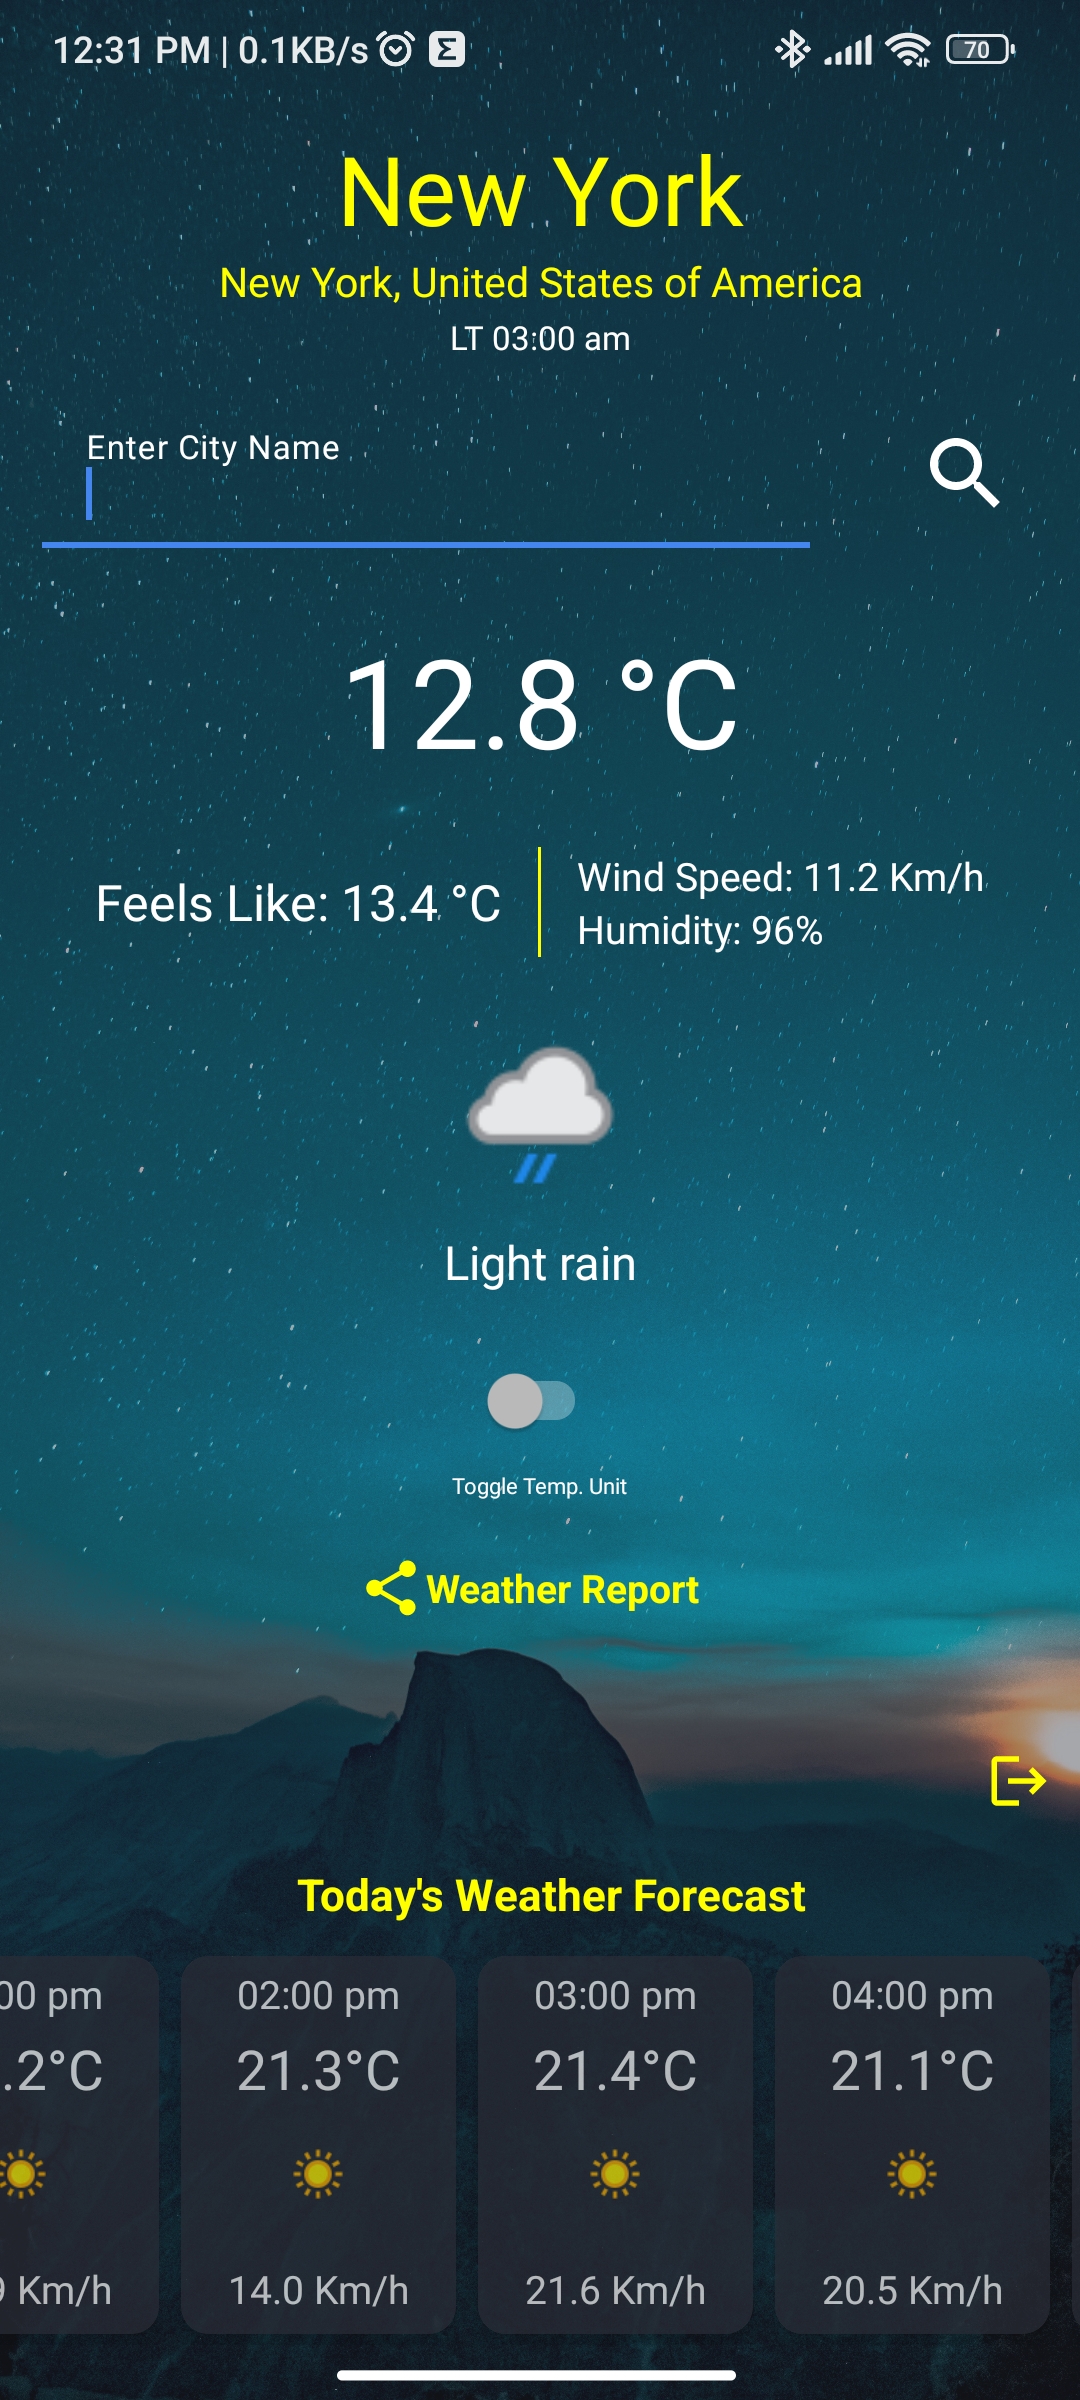 12:31 PM | 0.1KB/s
70
New York
New York, United States of America
LT 03:00 am
Enter City Name
12.8 °C
Feels Like: 13.4 °C
Wind Speed: 11.2 Km/h
Humidity: 96%
Light rain
Toggle Temp. Unit
Weather Report
Today's Weather Forecast
00 pm 02:00 pm 03:00 pm 04:00 pm
.2°C 21.3°C 21.4°C 21.1°C
9 Km/h 14.0 Km/h 21.6 Km/h 20.5 Km/h